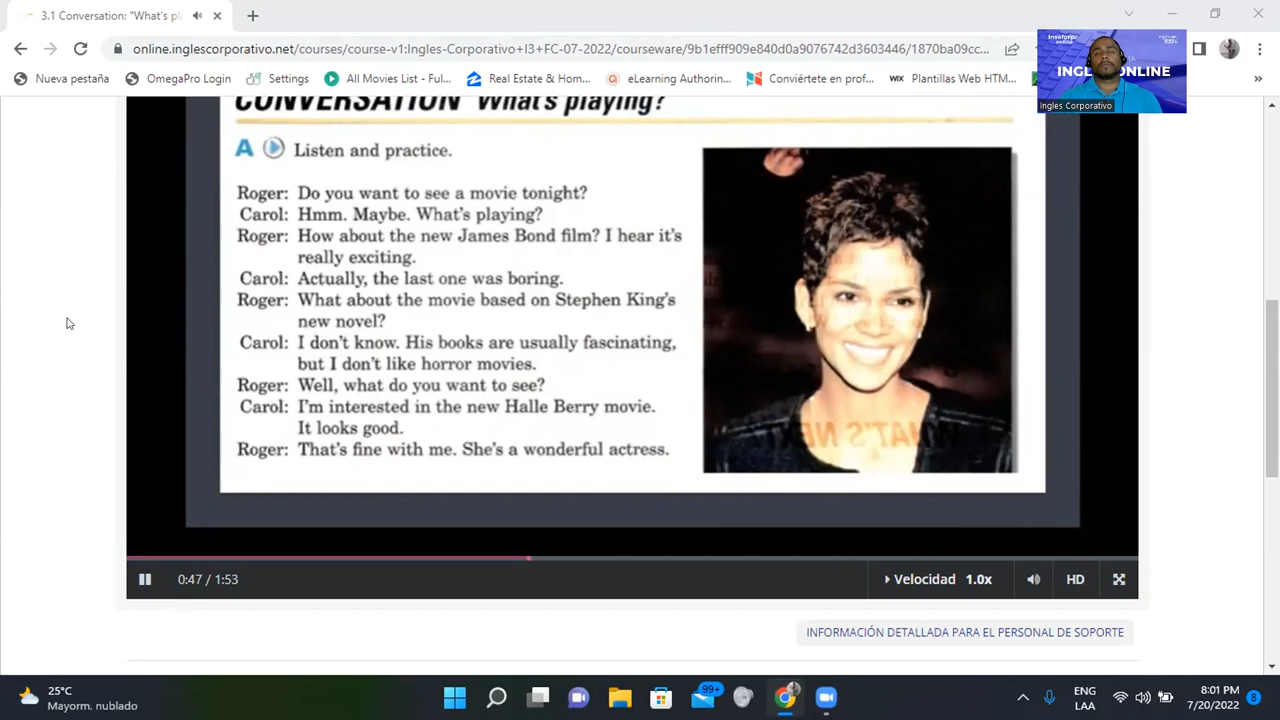 3.1 Conversation: "What's pl
online.inglescorporativo.net/courses/course-v1:Ingles-Corporativo+I3-FC-07-2022/courseware/9b1efff3f9e84b
Nueva pestaña
OmegaPro Login
Settings
All Movies List - Ful...
Real Estate & Hom...
eLearning Authorin...
Conviértete en prof...
WIX
Plantillas Web HTM...
»
INGL ONLINE
Ingles Corporativo
CONVERSATION What's playing?
A Listen and practice.
Roger: Do you want to see a movie tonight?
Carol: Hmm. Maybe. What's playing?
Roger: How about the new James Bond film? I hear it's
really exciting.
Carol: Actually, the last one was boring.
Roger: What about the movie based on Stephen King's
new novel?
Carol: I don't know. His books are usually fascinating,
but I don't like horror movies.
Roger: Well, what do you want to see?
Carol: I'm interested in the new Halle Berry movie.
It looks good.
Roger: That's fine with me. She's a wonderful actress.
0:47 / 1:53
Velocidad 1.0x
HD
INFORMACIÓN DETALLADA PARA EL PERSONAL DE SOPORTE
25°C
Mayorm. nublado
99+
ENG
LAA
8:01 PM
7/20/2022
8